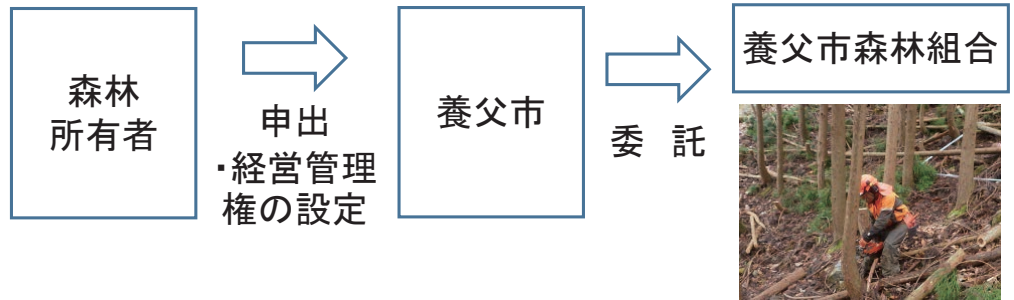 森林
所有者
申出
・経営管理
権の設定
養父市
委 託
養父市森林組合